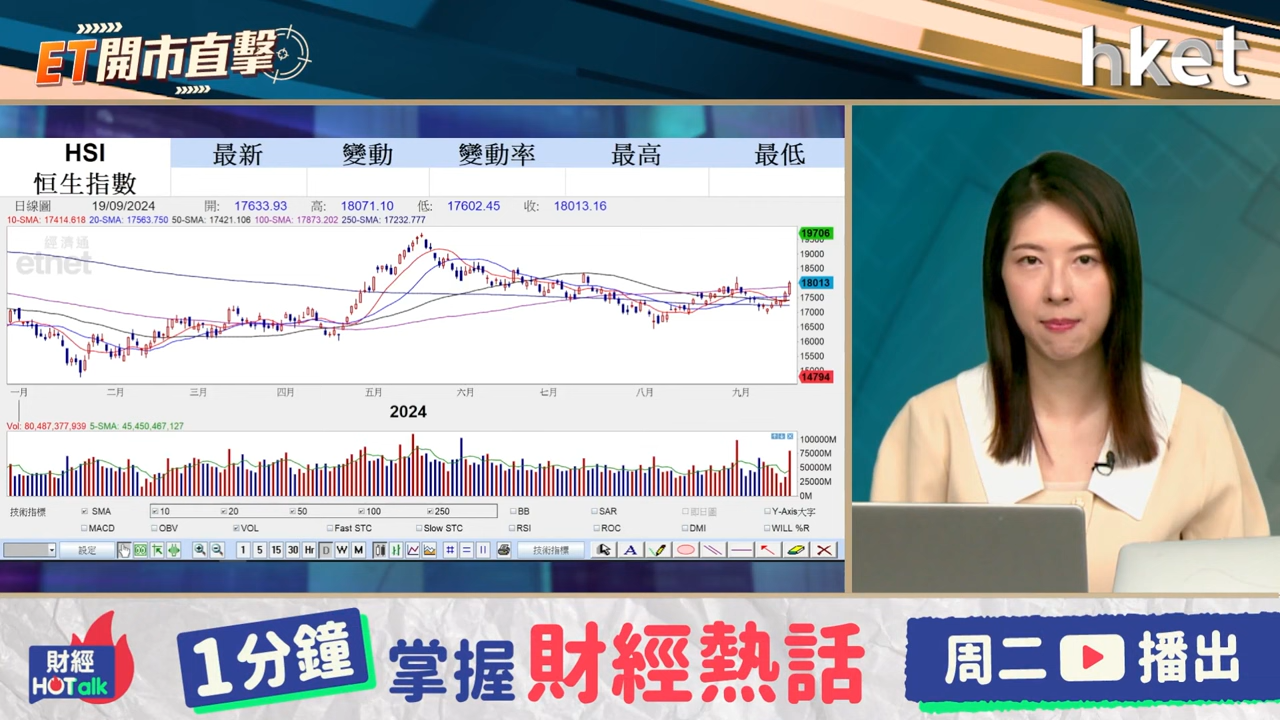 ET開市直擊
hket
HSI 最新 變動 變動率 最高 最低
恒生指數
日線圖 19/09/2024 開: 17633.93 高: 18071.10 低: 17602.45 收: 18013.16
10-SMA: 17414.618 20-SMA: 17563.750 50-SMA: 17421.106 100-SMA: 17873.202 250-SMA: 17232.777
經濟通
etnet
19706
19500
19000
18500
18013
17500
17000
16500
16000
15500
15000
14794
一月 二月 三月 四月 五月 六月 七月 八月 九月
2024
Vol: 80,487,377,939 5-SMA: 45,450,467,127
100000M
75000M
50000M
25000M
0M
技術指標 SMA 10 20 50 100 250 BB SAR 即日圖 Y-Axis大字
MACD OBV VOL Fast STC Slow STC RSI ROC DMI WILL %R
設定 1 5 15 30 Hr D W M 技術指標 A
財經
HOTalk
1分鐘
掌握財經熱話
周二 播出